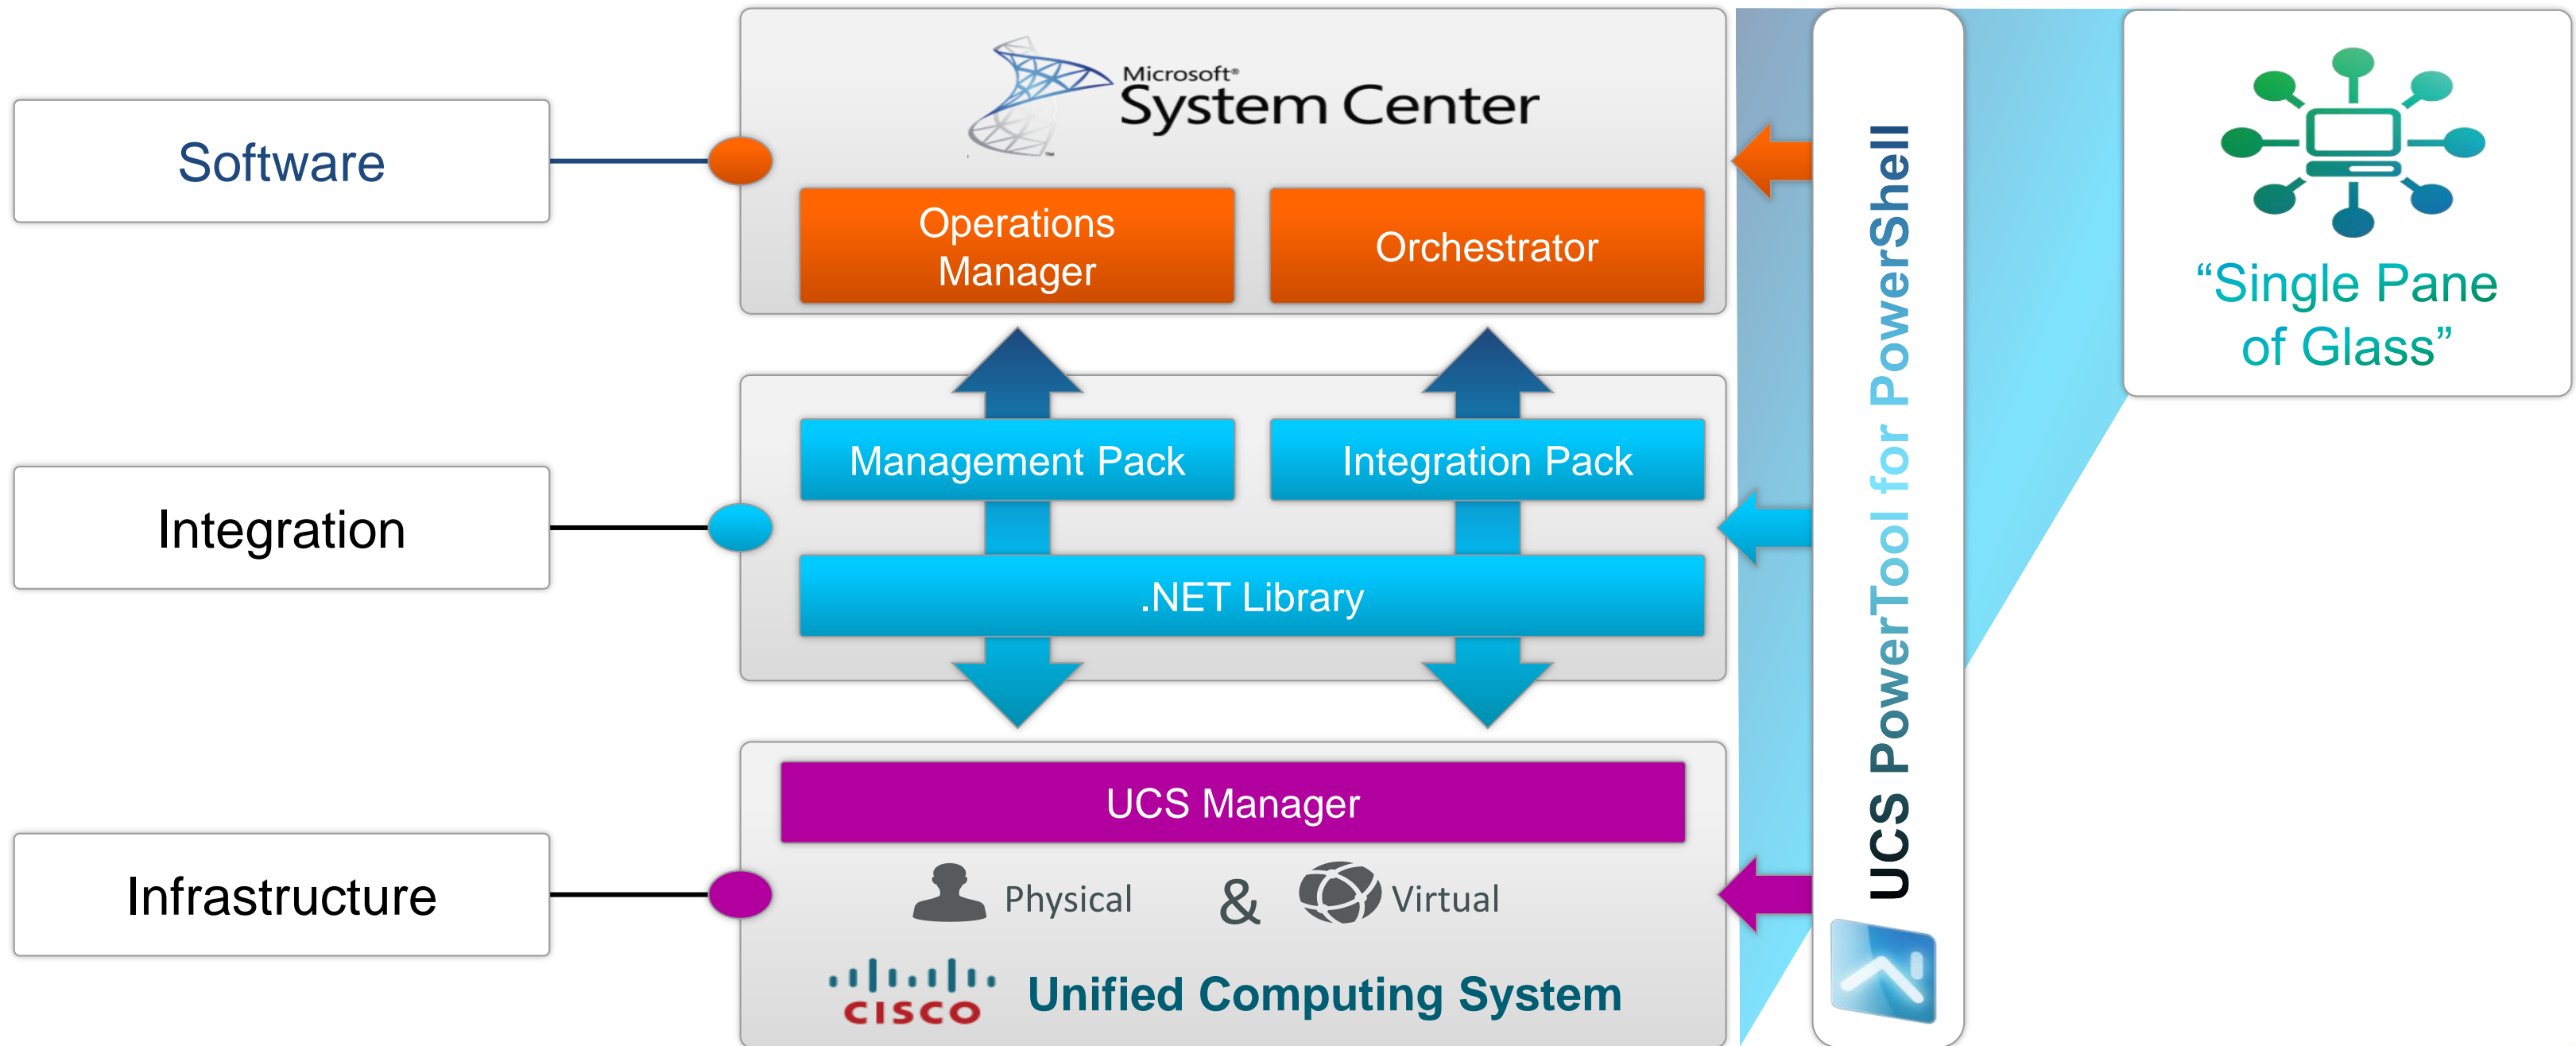 Software
Microsoft®
System Center
™
Operations
Manager
Orchestrator
Integration
Management Pack
Integration Pack
.NET Library
Infrastructure
UCS Manager
Physical & Virtual
CISCO
Unified Computing System
UCS PowerTool for PowerShell
“Single Pane
of Glass”